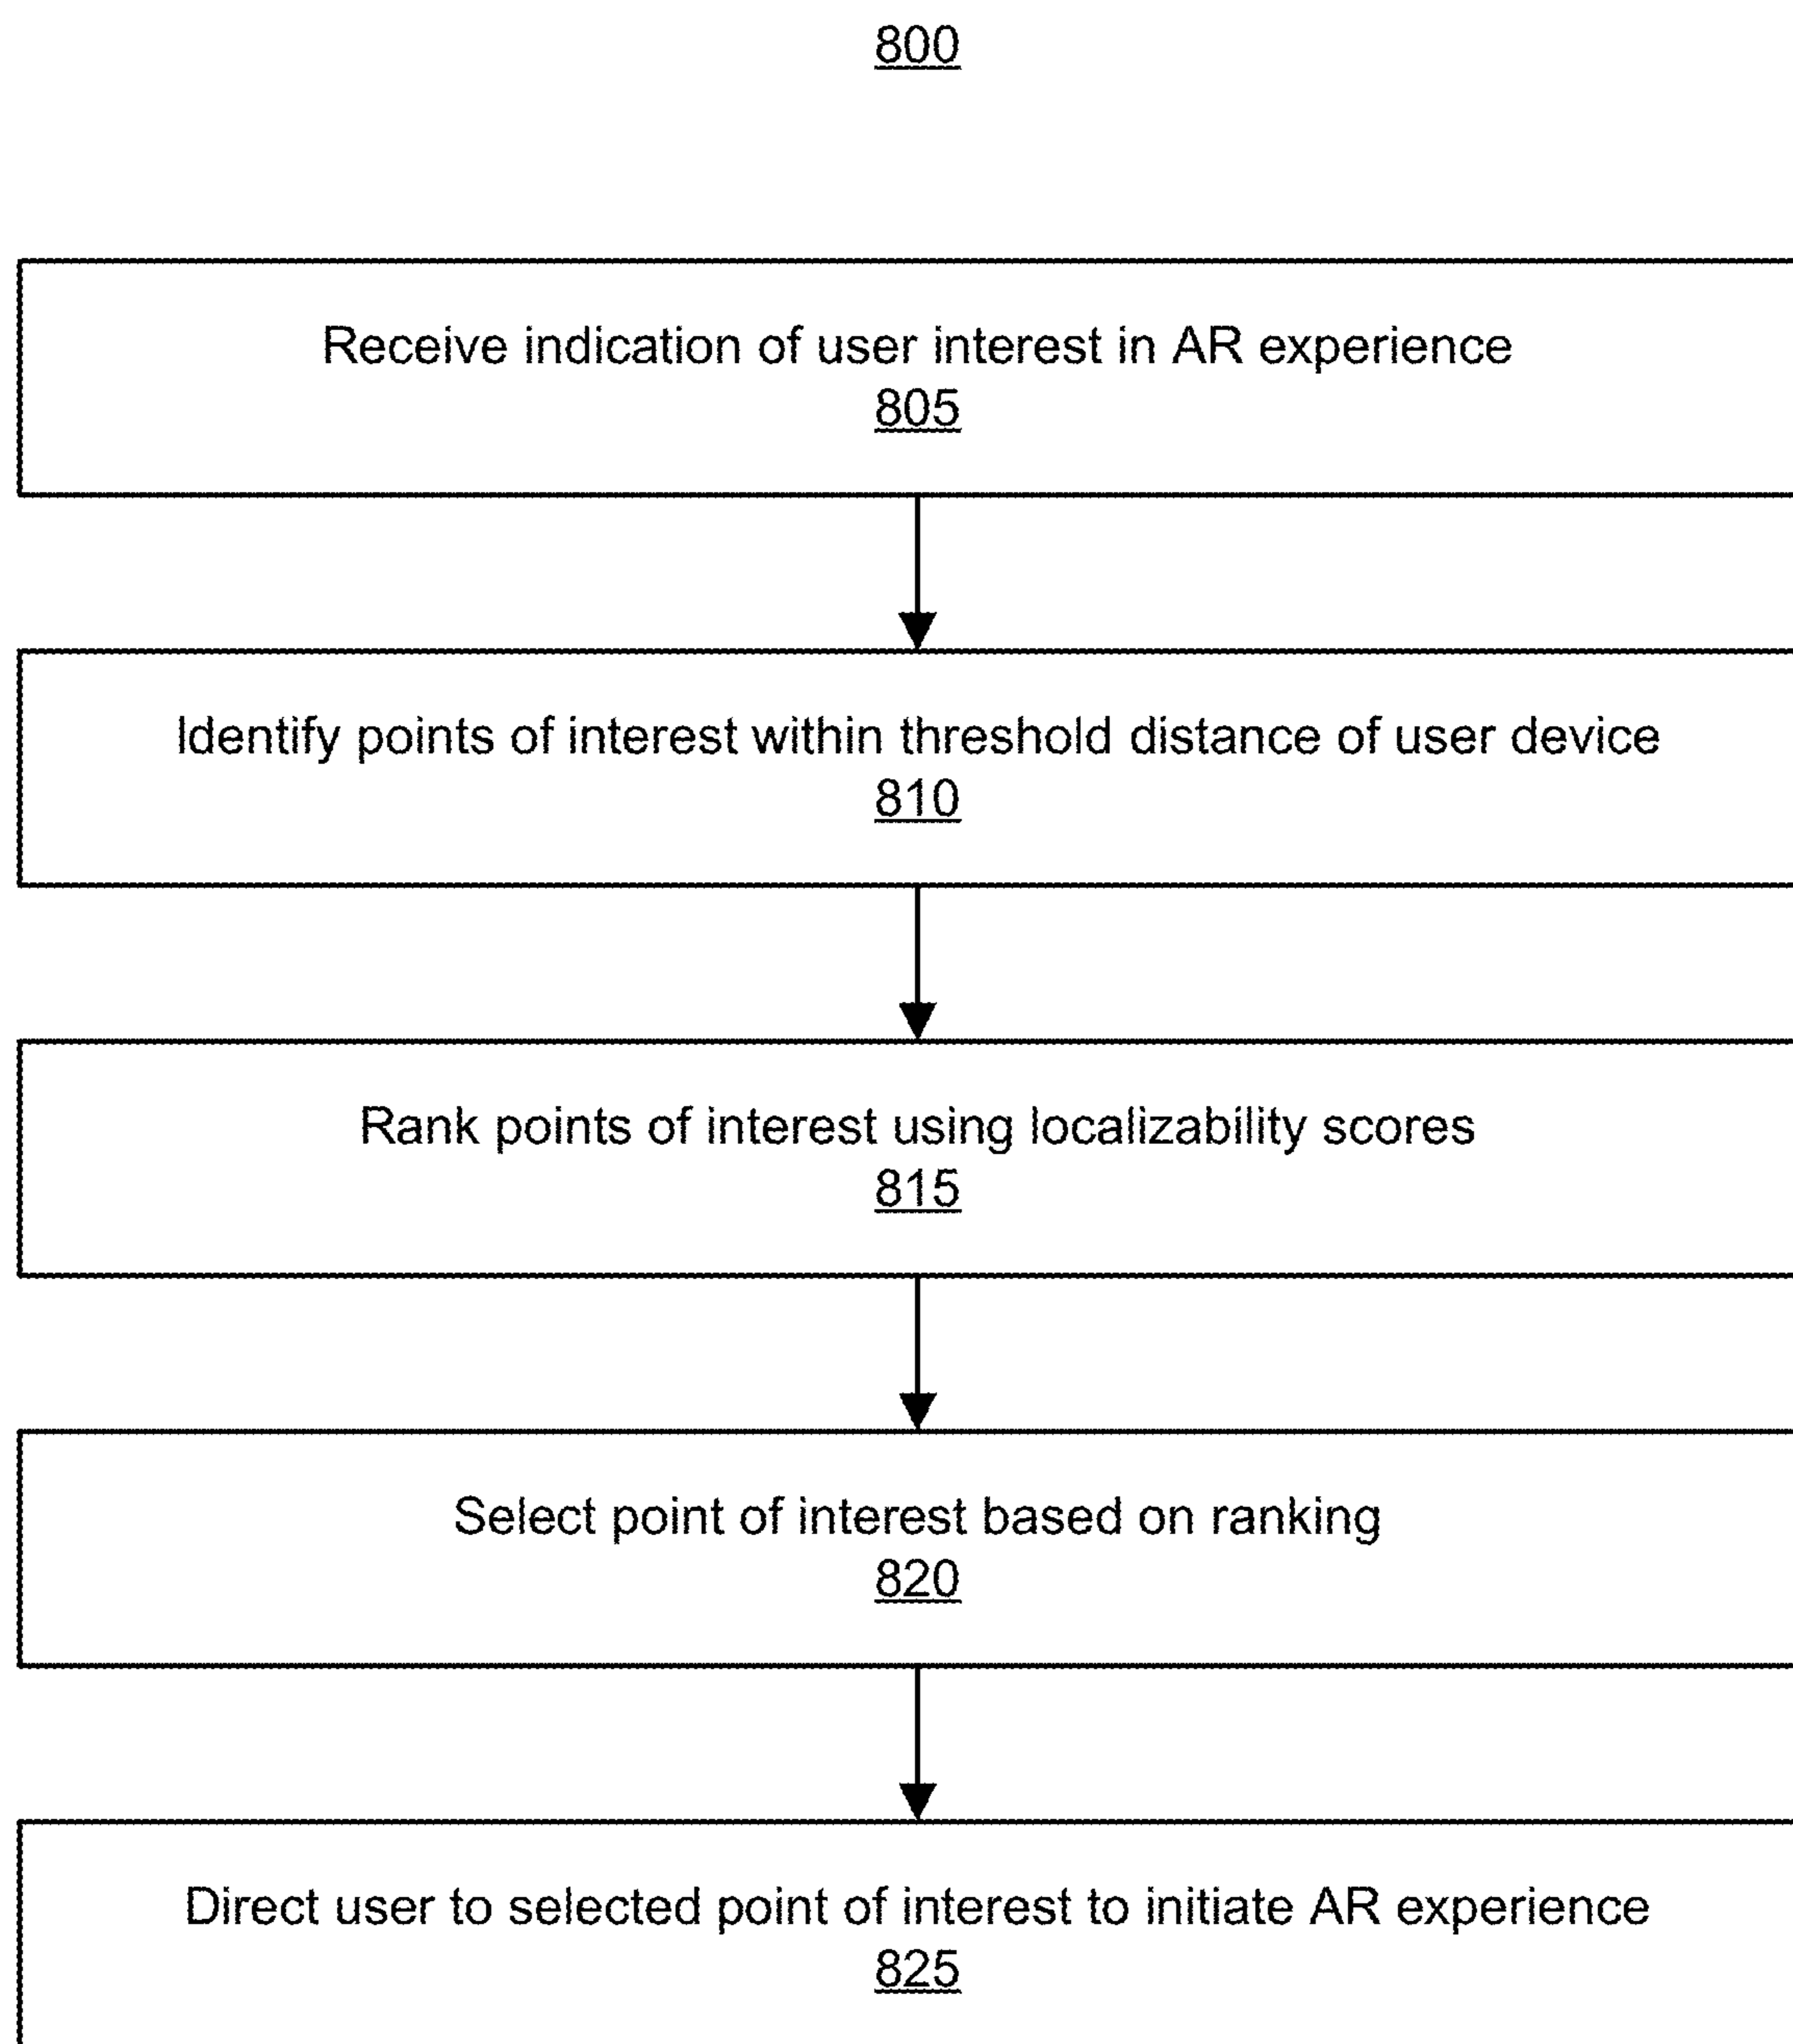 800
Receive indication of user interest in AR experience
805
Identify points of interest within threshold distance of user device
810
Rank points of interest using localizability scores
815
Select point of interest based on ranking
820
Direct user to selected point of interest to initiate AR experience
825